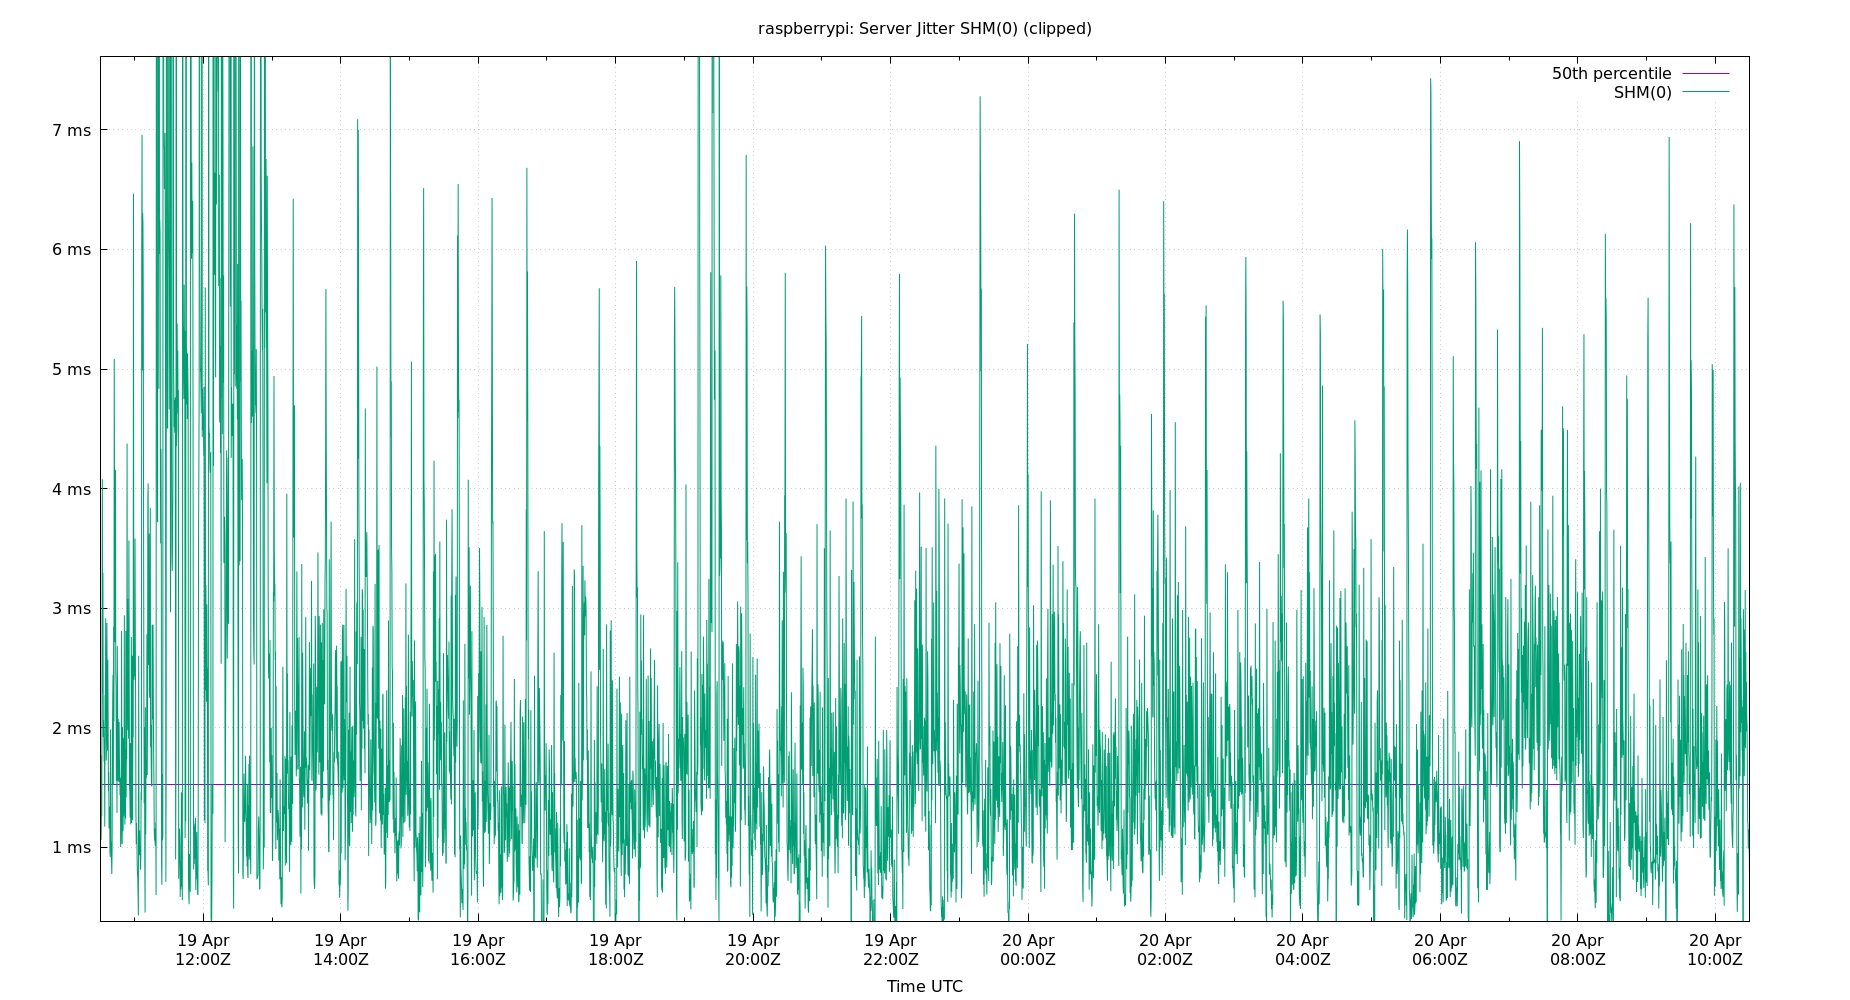 raspberrypi: Server Jitter SHM(0) (clipped)
50th percentile
SHM(0)
7 ms
6 ms
5 ms
4 ms
3 ms
2 ms
1 ms
19 Apr 19 Apr 19 Apr 19 Apr 19 Apr 19 Apr 20 Apr 20 Apr 20 Apr 20 Apr 20 Apr 20 Apr
12:00Z 14:00Z 16:00Z 18:00Z 20:00Z 22:00Z 00:00Z 02:00Z 04:00Z 06:00Z 08:00Z 10:00Z
Time UTC